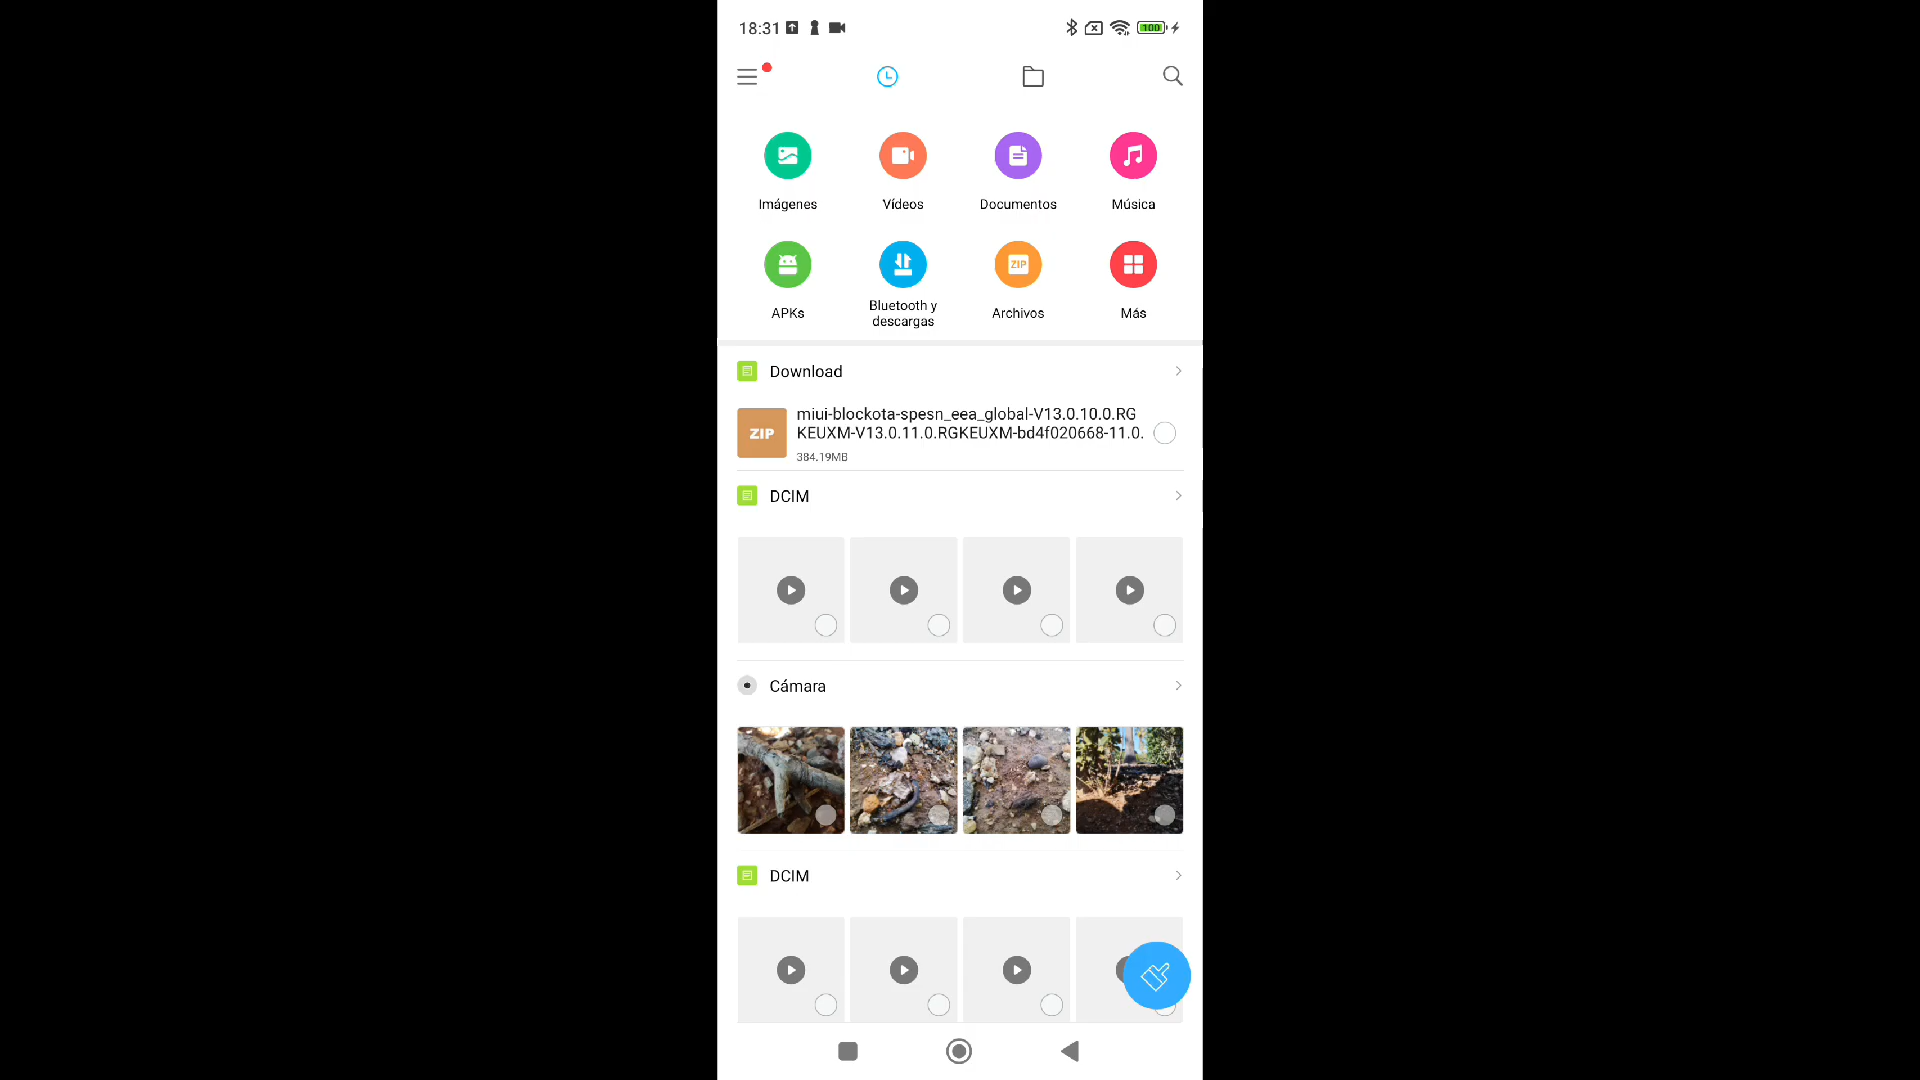 18:31
100
Imágenes
Vídeos
Documentos
Música
ZIP
APKs
Bluetooth y
descargas
Archivos
Más
Download
ZIP
miui-blockota-spesn_eea_global-V13.0.10.0.RG
KEUXM-V13.0.11.0.RGKEUXM-bd4f020668-11.0.
384.19MB
DCIM
Cámara
DCIM